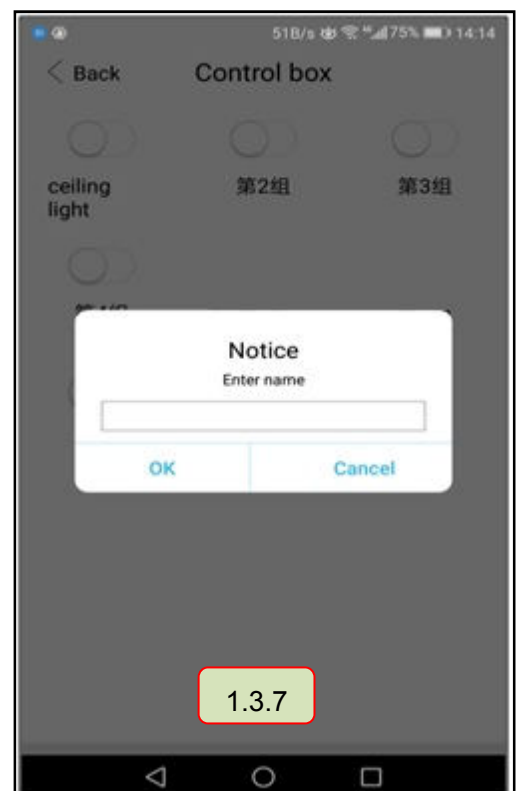 51B/s 75% 14:14
Back Control box
ceiling
light
第2组 第3组
Notice
Enter name
OK Cancel
1.3.7